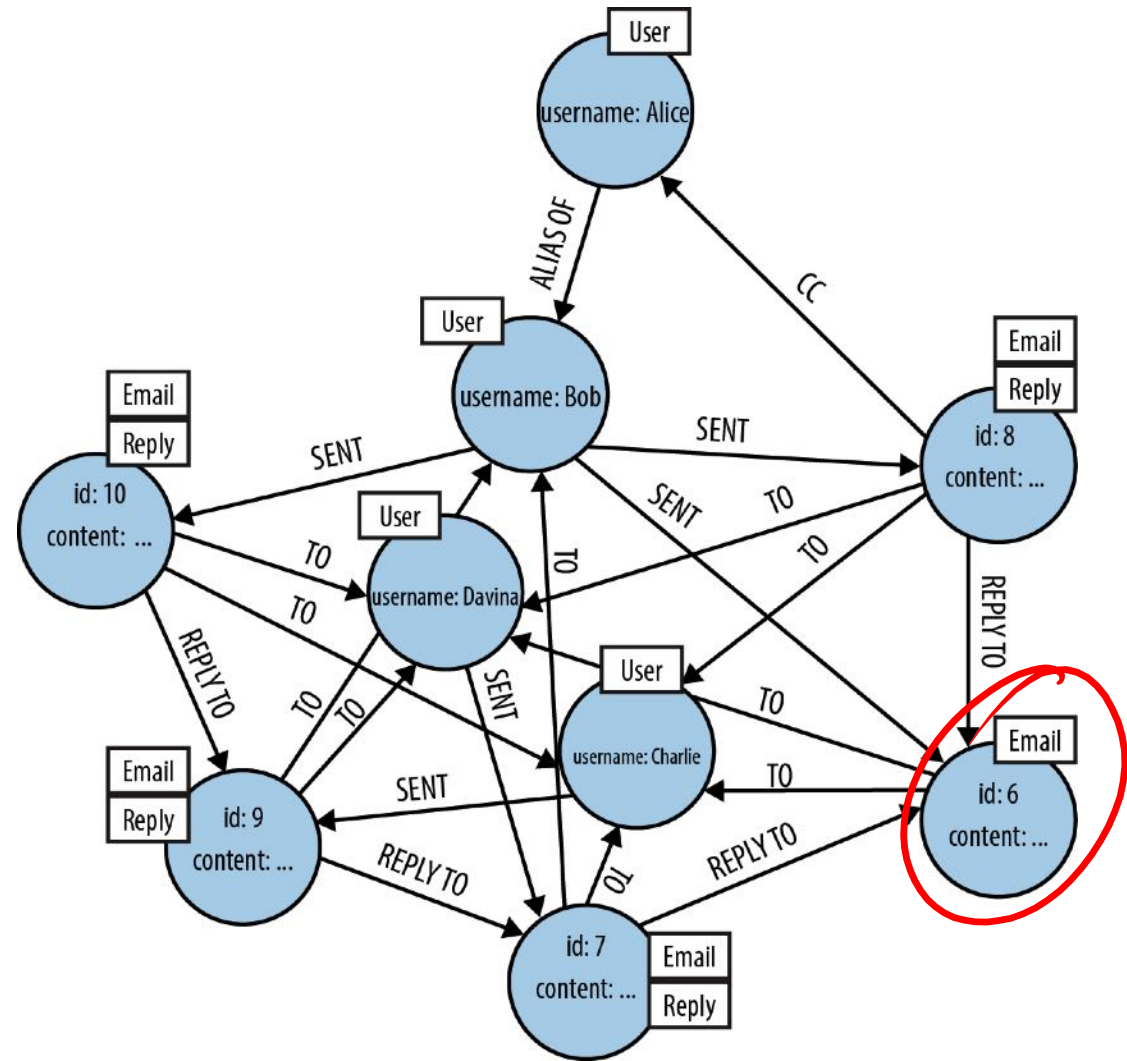 User
username: Alice
ALIAS OF
CC
User
username: Bob
Email
Reply
id: 8
content: ...
Email
Reply
id: 10
content: ...
SENT
SENT
SENT
TO
TO
User
username: Davina
TO
TO
TO
REPLY TO
REPLY TO
TO
TO
SENT
User
username: Charlie
TO
TO
Email
id: 6
content: ...
Email
Reply
id: 9
content: ...
SENT
REPLY TO
TO
REPLY TO
id: 7
content: ...
Email
Reply